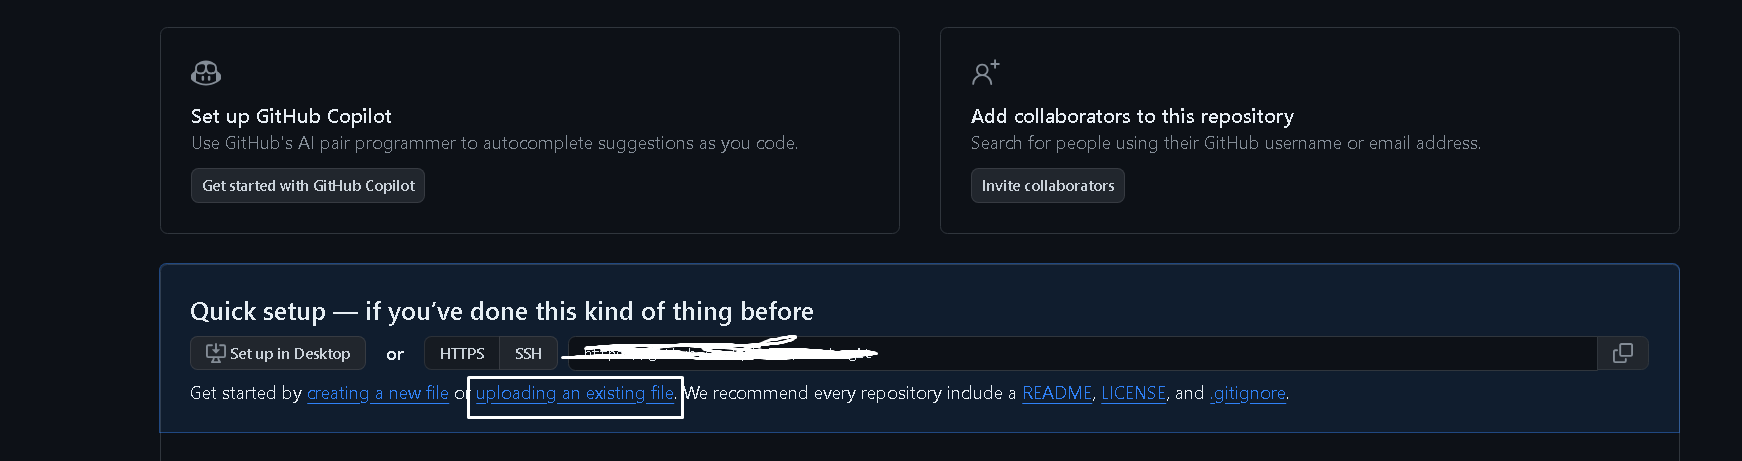 Set up GitHub Copilot
Use GitHub's AI pair programmer to autocomplete suggestions as you code.
Get started with GitHub Copilot
Add collaborators to this repository
Search for people using their GitHub username or email address.
Invite collaborators
Quick setup — if you’ve done this kind of thing before
Set up in Desktop or HTTPS SSH
Get started by creating a new file or uploading an existing file. We recommend every repository include a README, LICENSE, and .gitignore.